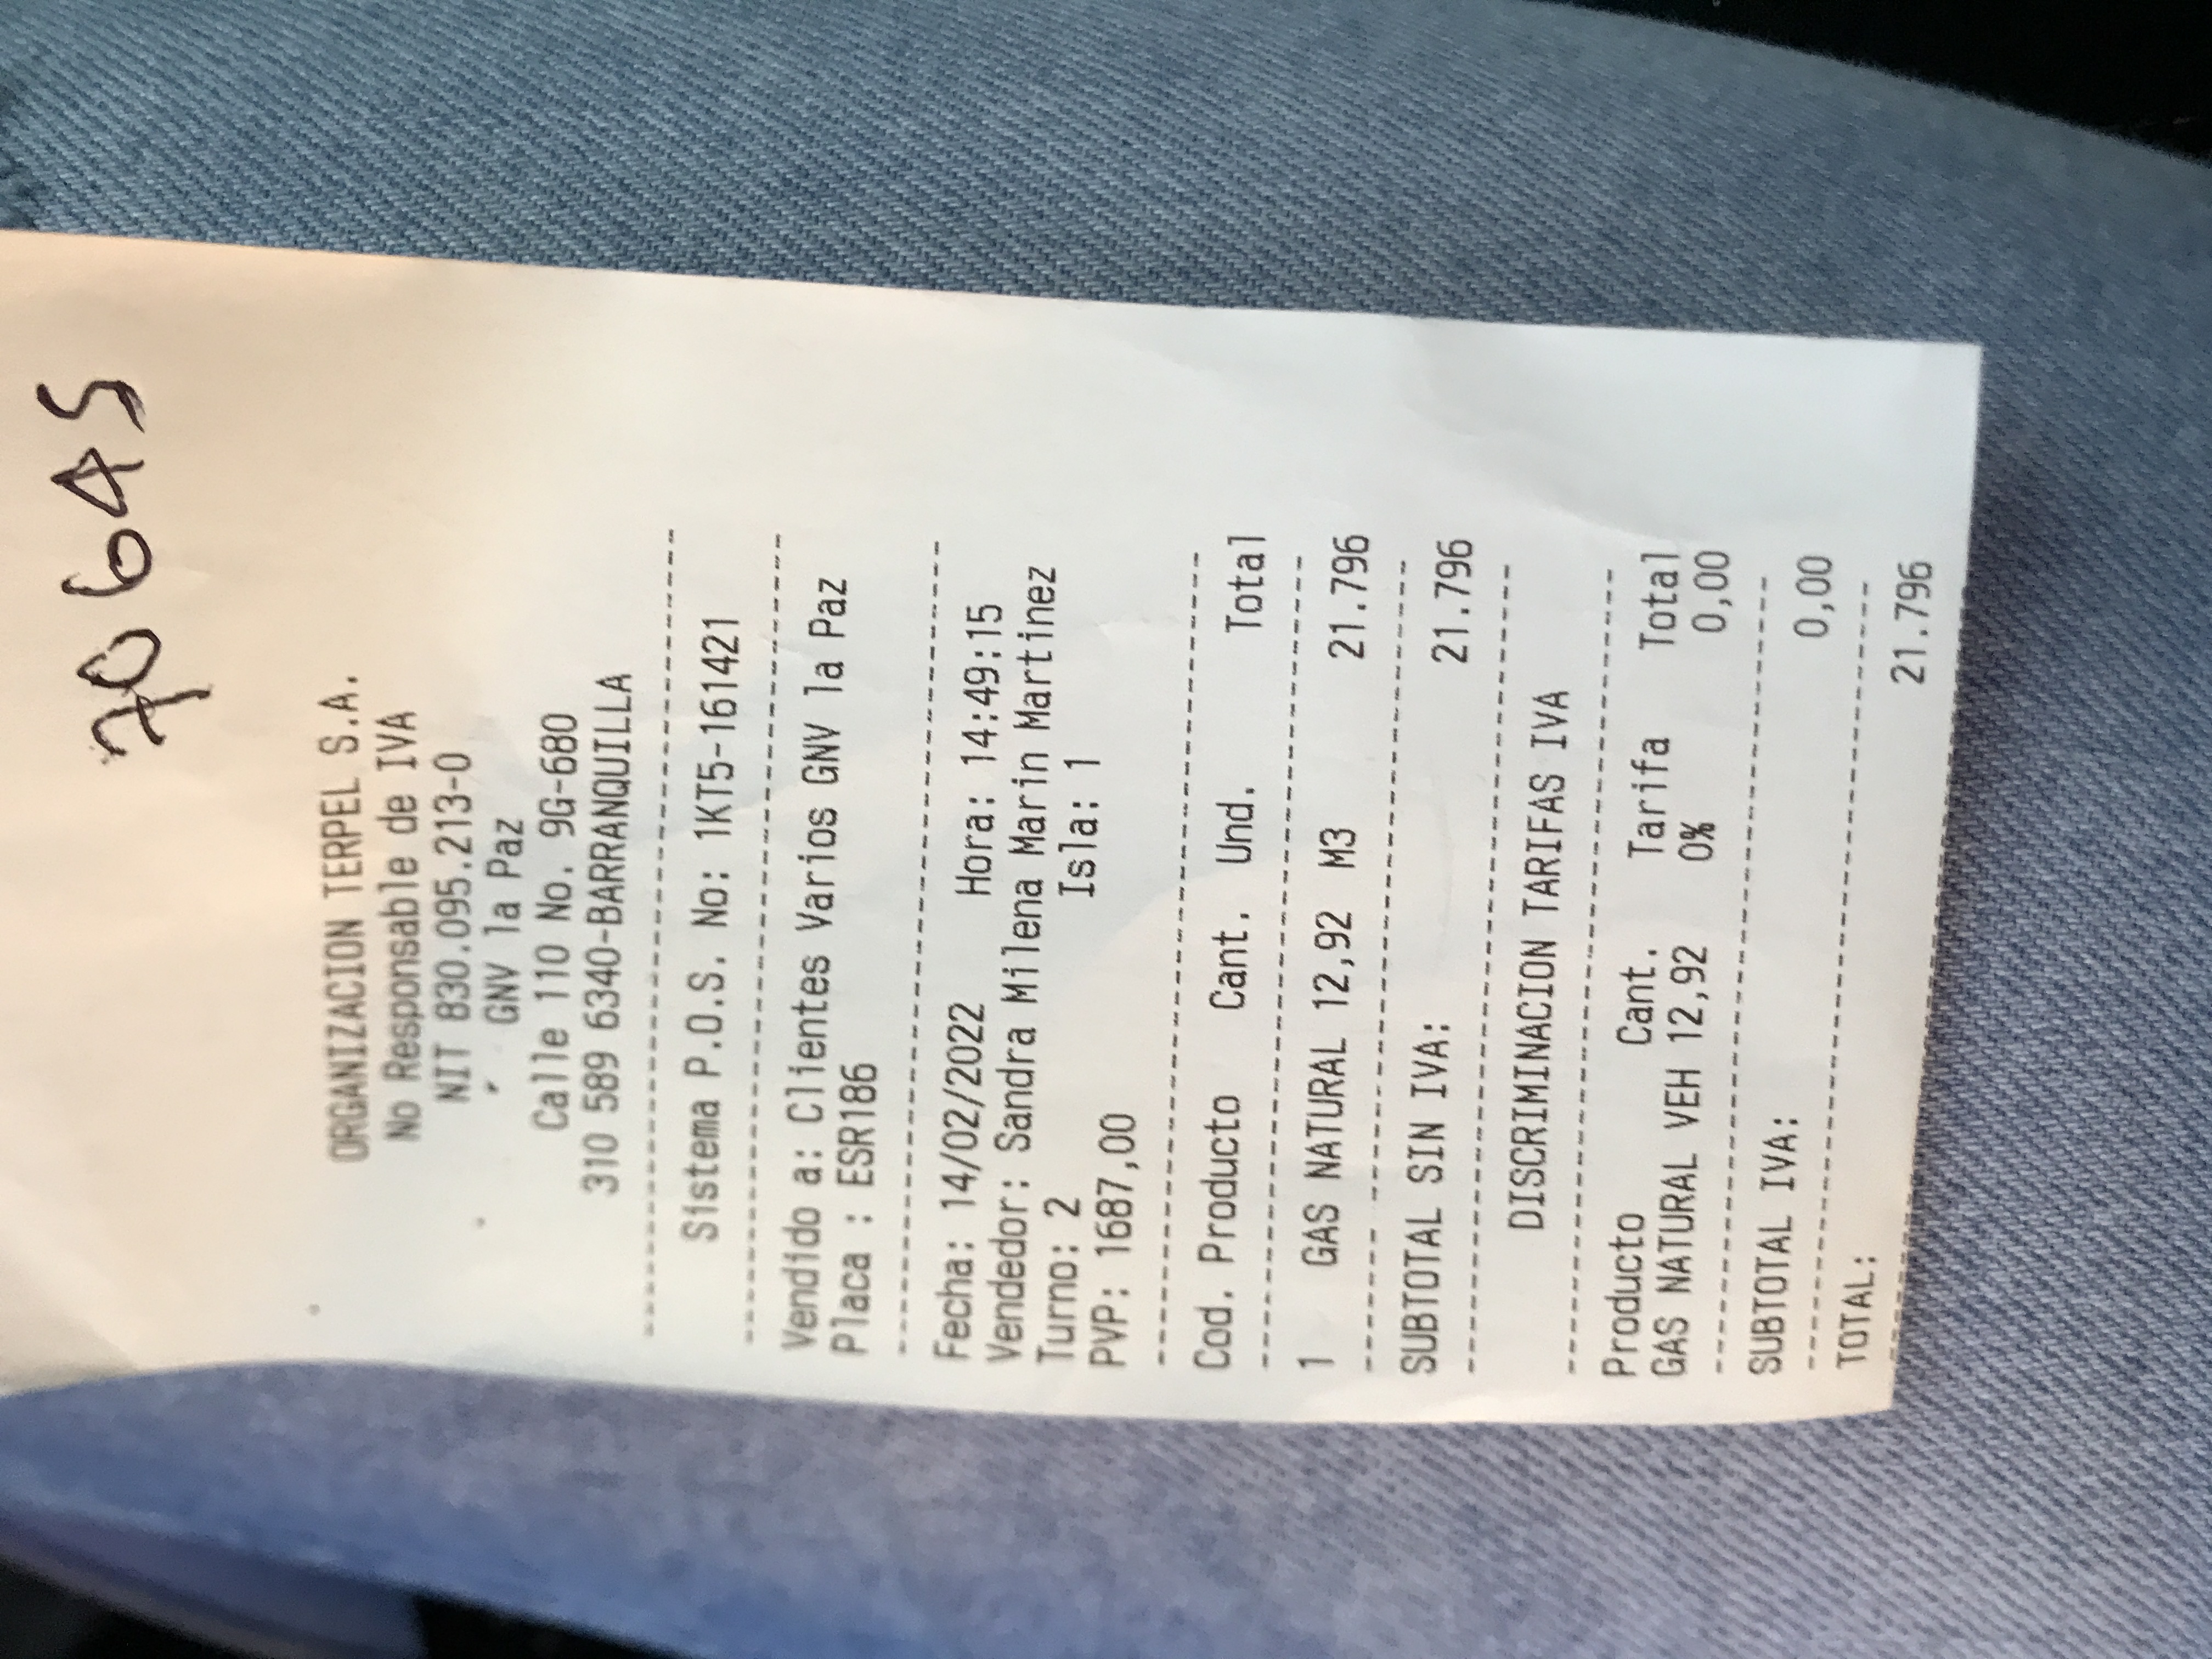 70645
ORGANIZACION TERPEL S.A.
No Responsable de IVA
NIT 830.095.213-0
GNV la Paz
Calle 110 No. 9G-680
310 589 6340-BARRANQUILLA
Sistema P.O.S. No: 1KT5-161421
Vendido a: Clientes Varios GNV la Paz
Placa : ESR186
Fecha: 14/02/2022 Hora: 14:49:15
Vendedor: Sandra Milena Marin Martinez
Turno: 2 Isla: 1
PVP: 1687,00
Cod. Producto Cant. Und. Total
1 GAS NATURAL 12,92 M3 21.796
SUBTOTAL SIN IVA: 21.796
DISCRIMINACION TARIFAS IVA
Producto Cant. Tarifa Total
GAS NATURAL VEH 12,92 0% 0,00
SUBTOTAL IVA: 0,00
TOTAL: 21.796